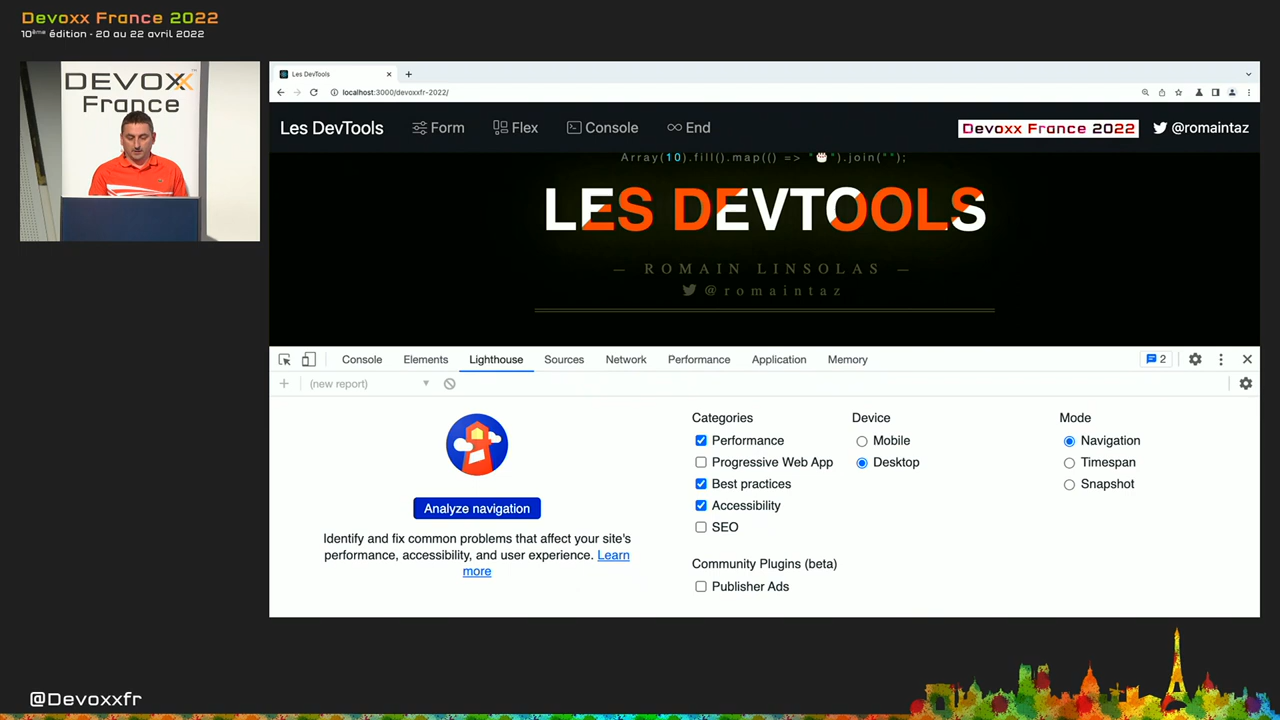 Devoxx France 2022
10ème édition - 20 au 22 avril 2022
DEVOXX™
France
Les DevTools
localhost:3000/devoxxfr-2022/
Les DevTools
Form
Flex
Console
End
Devoxx France 2022
@romaintaz
Array(10).fill().map(() => "🎂").join("");
LES DEVTOOLS
— ROMAIN LINSOLAS —
@romaintaz
Console
Elements
Lighthouse
Sources
Network
Performance
Application
Memory
2
(new report)
Analyze navigation
Identify and fix common problems that affect your site's
performance, accessibility, and user experience. Learn
more
Categories
Performance
Progressive Web App
Best practices
Accessibility
SEO
Community Plugins (beta)
Publisher Ads
Device
Mobile
Desktop
Mode
Navigation
Timespan
Snapshot
@Devoxxfr